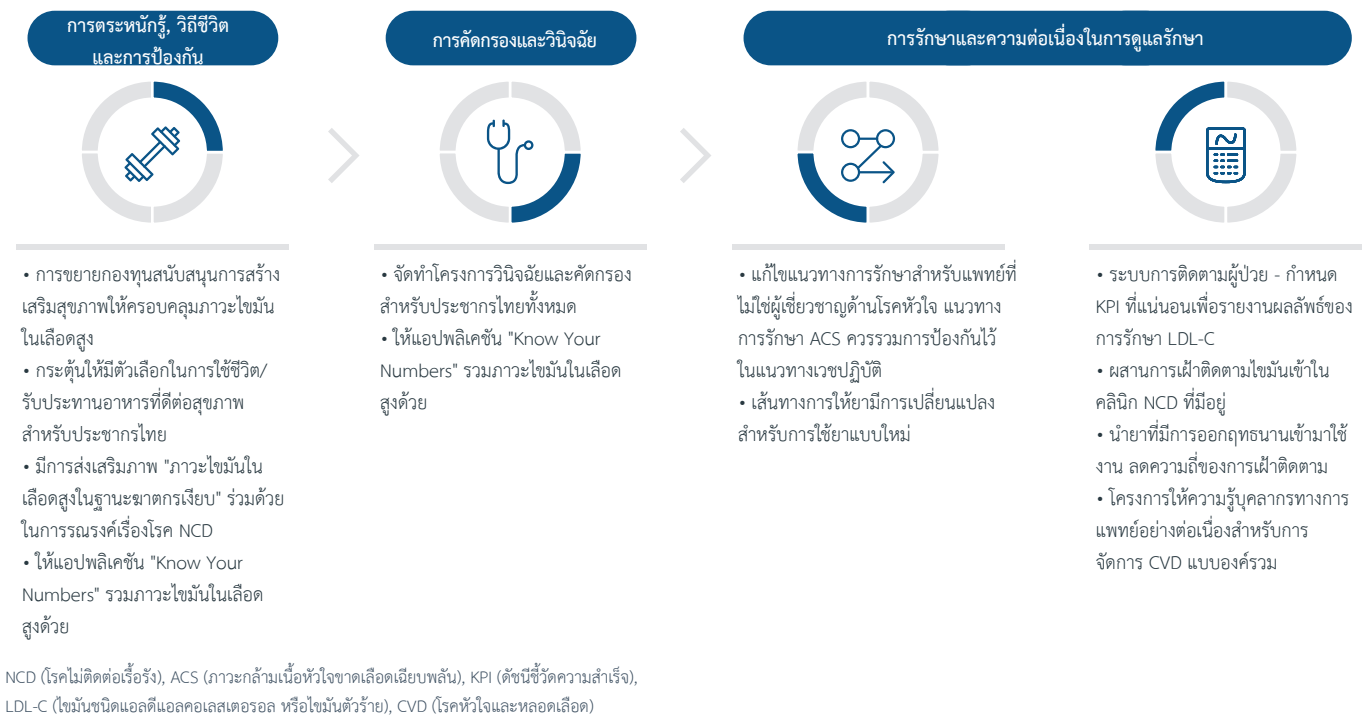 การตระหนักรู้, วิถีชีวิต
และการป้องกัน
การคัดกรองและวินิจฉัย
การรักษาและความต่อเนื่องในการดูแลรักษา
• การขยายกองทุนสนับสนุนการสร้าง
เสริมสุขภาพให้ครอบคลุมภาวะไขมัน
ในเลือดสูง
• กระตุ้นให้มีตัวเลือกในการใช้ชีวิต/
รับประทานอาหารที่ดีต่อสุขภาพ
สำหรับประชากรไทย
• มีการส่งเสริมภาพ "ภาวะไขมันใน
เลือดสูงในฐานะฆาตกรเงียบ" ร่วมด้วย
ในการรณรงค์เรื่องโรค NCD
• ให้แอปพลิเคชัน "Know Your
Numbers" รวมภาวะไขมันในเลือด
สูงด้วย
• จัดทำโครงการวินิจฉัยและคัดกรอง
สำหรับประชากรไทยทั้งหมด
• ให้แอปพลิเคชัน "Know Your
Numbers" รวมภาวะไขมันในเลือด
สูงด้วย
• แก้ไขแนวทางการรักษาสำหรับแพทย์ที่
ไม่ใช่ผู้เชี่ยวชาญด้านโรคหัวใจ แนวทาง
การรักษา ACS ควรรวมการป้องกันไว้
ในแนวทางเวชปฏิบัติ
• เส้นทางการให้ยามีการเปลี่ยนแปลง
สำหรับการใช้ยาแบบใหม่
• ระบบการติดตามผู้ป่วย - กำหนด
KPI ที่แน่นอนเพื่อรายงานผลลัพธ์ของ
การรักษา LDL-C
• ผสานการเฝ้าติดตามไขมันเข้าใน
คลินิก NCD ที่มีอยู่
• นำยาที่มีการออกฤทธนานเข้ามาใช้
งาน ลดความถี่ของการเฝ้าติดตาม
• โครงการให้ความรู้บุคลากรทางการ
แพทย์อย่างต่อเนื่องสำหรับการ
จัดการ CVD แบบองค์รวม
NCD (โรคไม่ติดต่อเรื้อรัง), ACS (ภาวะกล้ามเนื้อหัวใจขาดเลือดเฉียบพลัน), KPI (ดัชนีชี้วัดความสำเร็จ),
LDL-C (ไขมันชนิดแอลดีแอลคอเลสเตอรอล หรือไขมันตัวร้าย), CVD (โรคหัวใจและหลอดเลือด)